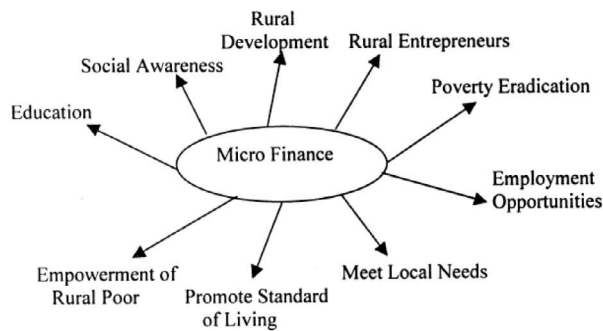 Rural
Development
Rural Entrepreneurs
Social Awareness
Poverty Eradication
Education
Micro Finance
Employment
Opportunities
Empowerment of
Rural Poor
Promote Standard
of Living
Meet Local Needs